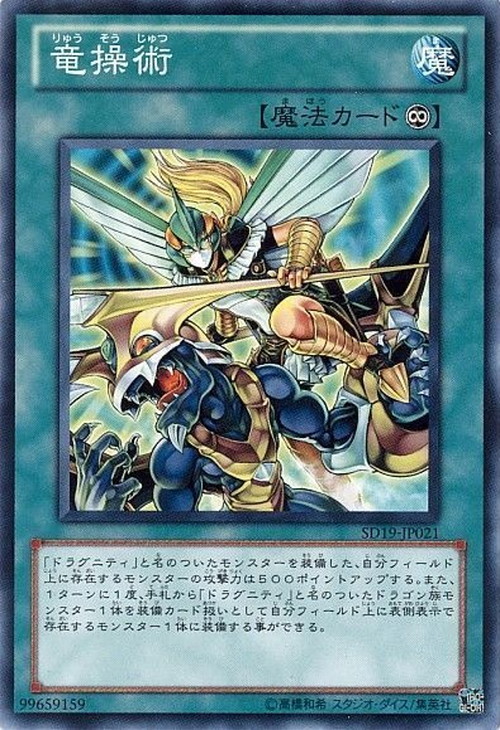 りゅう そう じゅつ
竜操術
魔
ま ほう
【魔法カード∞】
SD19-JP021
「ドラグニティ」と名のついたモンスターを装備した、自分フィールド
上に存在するモンスターの攻撃力は500ポイントアップする。また、
1ターンに1度、手札から「ドラグニティ」と名のついたドラゴン族モ
ンスター1体を装備カード扱いとして自分フィールド上に表側表示で
存在するモンスター1体に装備する事ができる。
99659159
©高橋和希 スタジオ・ダイス/集英社